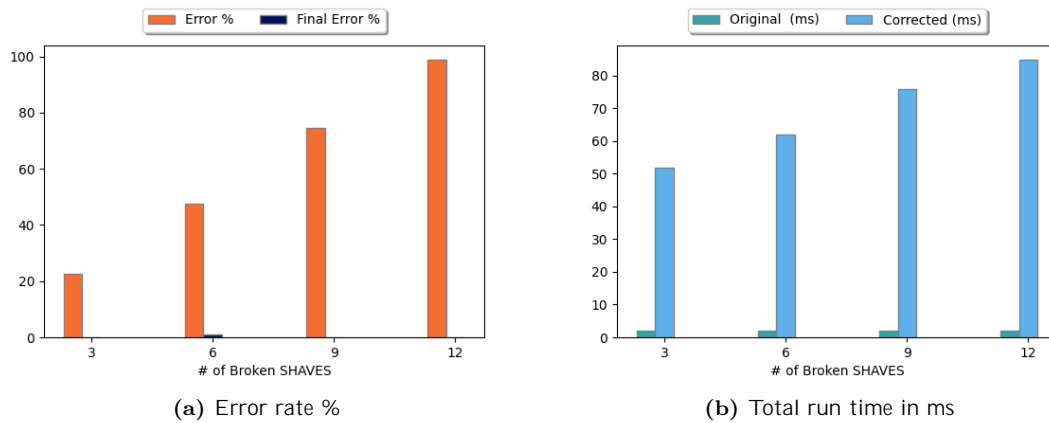 Error %  Final Error %
100
80
60
40
20
0
3  6  9  12
# of Broken SHAVES
(a) Error rate %
Original  (ms)  Corrected (ms)
80
70
60
50
40
30
20
10
0
3  6  9  12
# of Broken SHAVES
(b) Total run time in ms